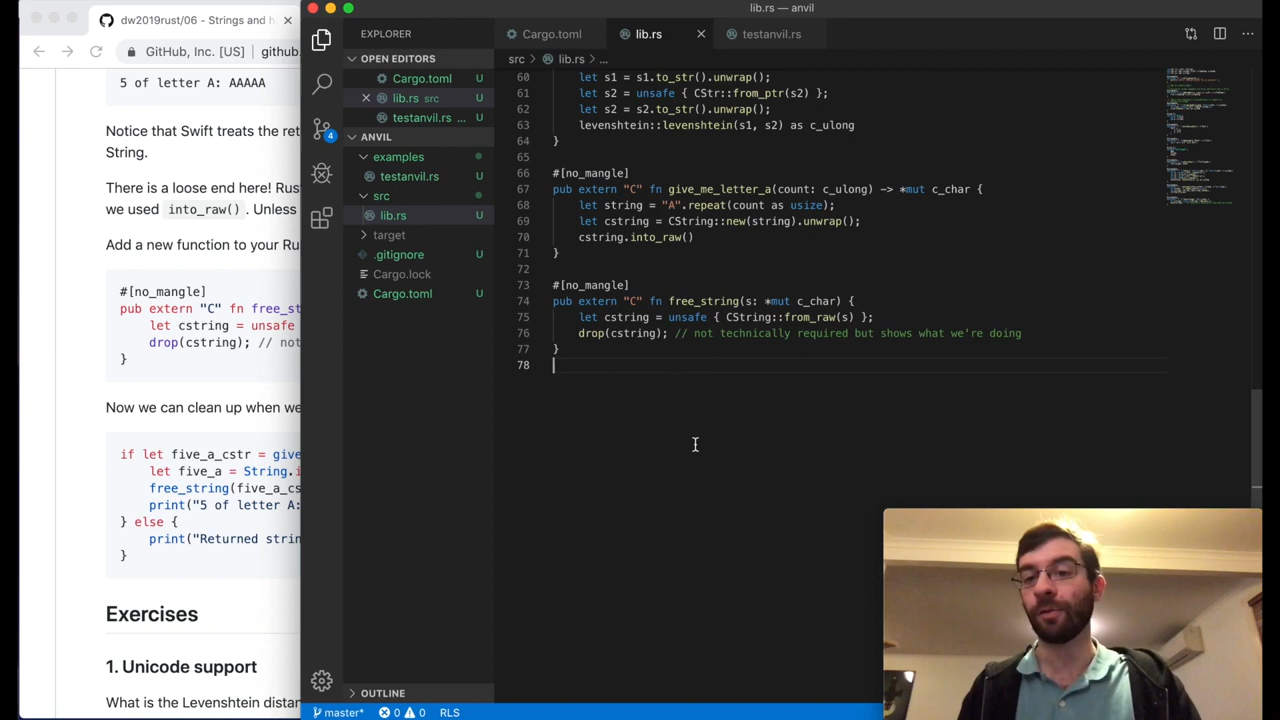 dw2019rust/06 - Strings and h
GitHub, Inc. [US]
github.
5 of letter A: AAAAA
Notice that Swift treats the ret
String.
There is a loose end here! Rus
we used into_raw() . Unless
Add a new function to your Ru
#[no_mangle]
pub extern "C" fn free_st
let cstring = unsafe
drop(cstring); // not
}
Now we can clean up when we
if let five_a_cstr = give
let five_a = String.i
free_string(five_a_cs
print("5 of letter A:
} else {
print("Returned strin
}
Exercises
1. Unicode support
What is the Levenshtein distan
lib.rs — anvil
EXPLORER
OPEN EDITORS
Cargo.toml U
lib.rs src U
testanvil.rs ... U
ANVIL
examples
testanvil.rs U
src
lib.rs U
target
.gitignore U
Cargo.lock
Cargo.toml U
OUTLINE
4
Cargo.toml
lib.rs
testanvil.rs
src > lib.rs > ...
60 let s1 = s1.to_str().unwrap();
61 let s2 = unsafe { CStr::from_ptr(s2) };
62 let s2 = s2.to_str().unwrap();
63 levenshtein::levenshtein(s1, s2) as c_ulong
64 }
65
66 #[no_mangle]
67 pub extern "C" fn give_me_letter_a(count: c_ulong) -> *mut c_char {
68 let string = "A".repeat(count as usize);
69 let cstring = CString::new(string).unwrap();
70 cstring.into_raw()
71 }
72
73 #[no_mangle]
74 pub extern "C" fn free_string(s: *mut c_char) {
75 let cstring = unsafe { CString::from_raw(s) };
76 drop(cstring); // not technically required but shows what we're doing
77 }
78
master* 0 0 RLS